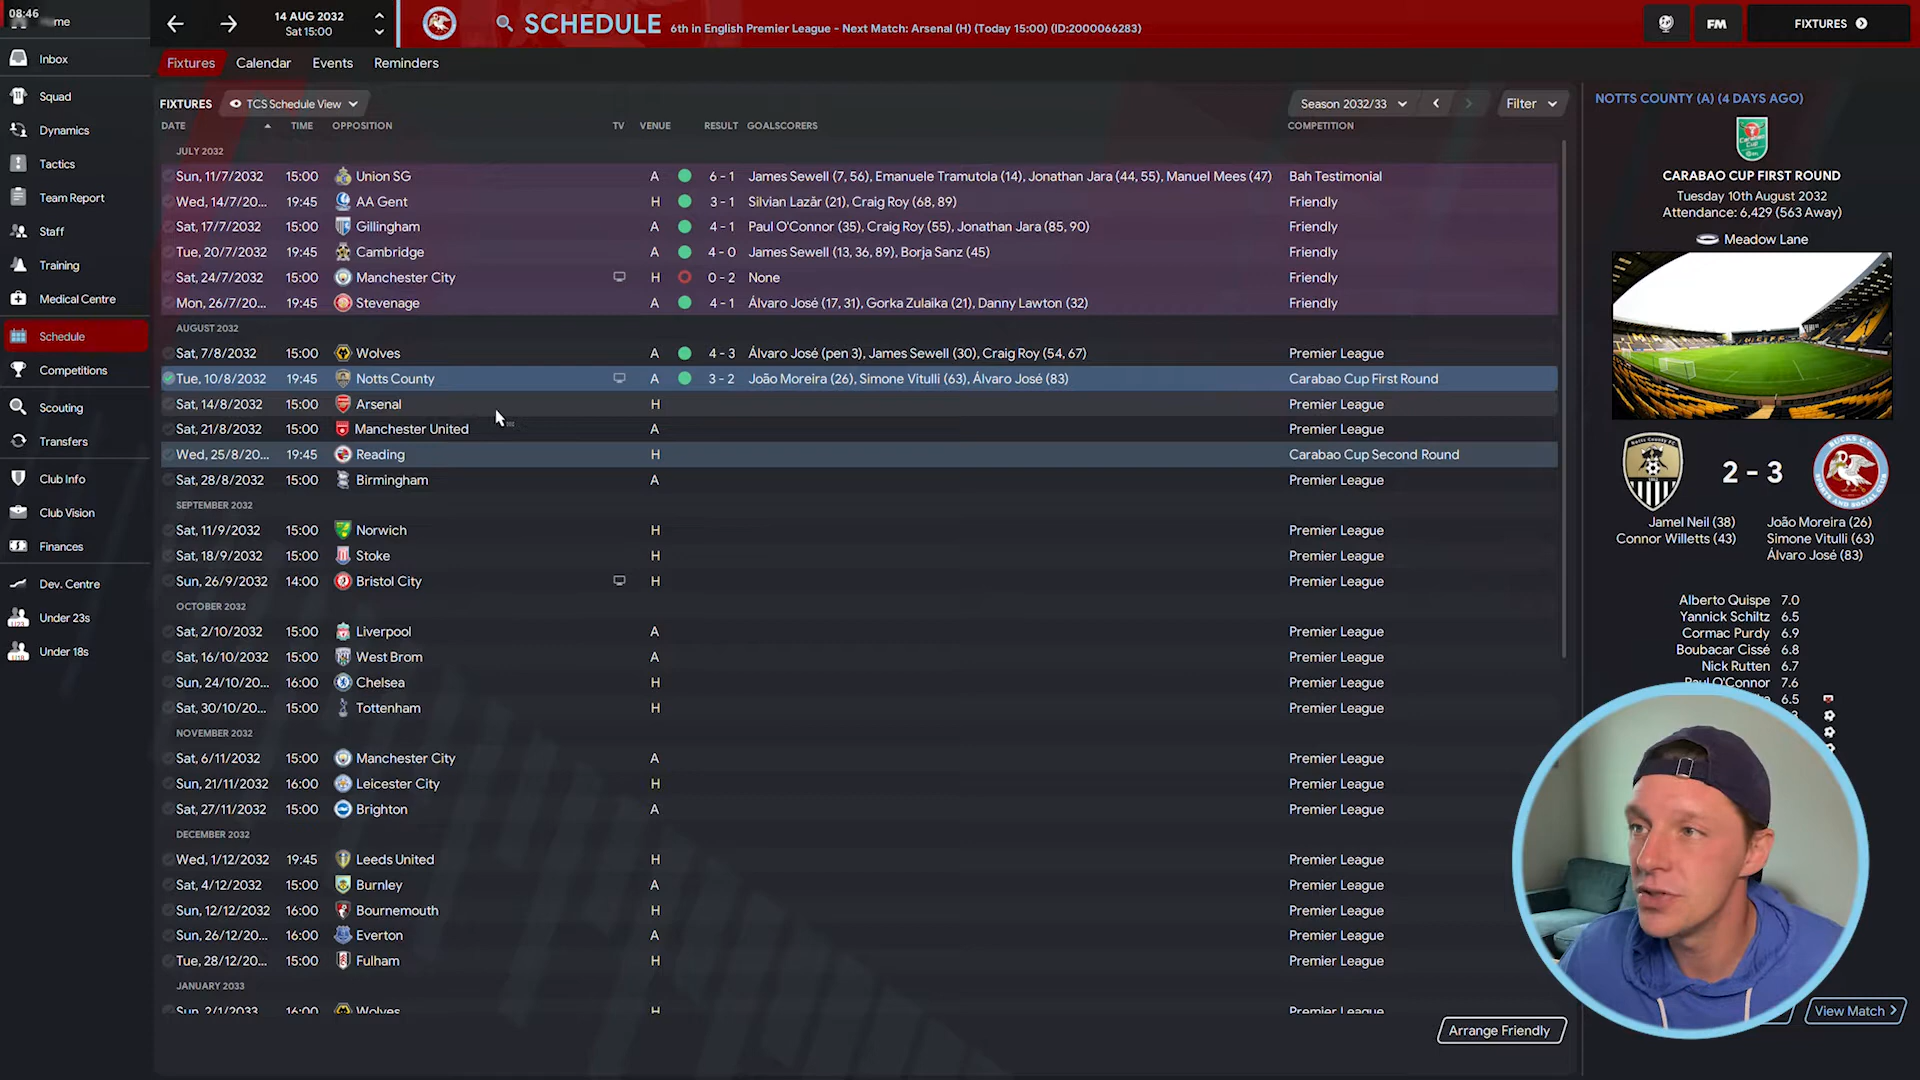 08:46
14 AUG 2032
Sat 15:00
SCHEDULE
6th in English Premier League - Next Match: Arsenal (H) (Today 15:00) (ID:2000066283)
FM
FIXTURES
Inbox
Squad
Dynamics
Tactics
Team Report
Staff
Training
Medical Centre
Schedule
Competitions
Scouting
Transfers
Club Info
Club Vision
Finances
Dev. Centre
Under 23s
Under 18s
Fixtures Calendar Events Reminders
FIXTURES TCS Schedule View Season 2032/33 Filter
DATE TIME OPPOSITION TV VENUE RESULT GOALSCORERS COMPETITION
JULY 2032
Sun, 11/7/2032 15:00 Union SG A 6 - 1 James Sewell (7, 56), Emanuele Tramutola (14), Jonathan Jara (44, 55), Manuel Mees (47) Bah Testimonial
Wed, 14/7/20... 19:45 AA Gent H 3 - 1 Silvian Lazăr (21), Craig Roy (68, 89) Friendly
Sat, 17/7/2032 15:00 Gillingham A 4 - 1 Paul O'Connor (35), Craig Roy (55), Jonathan Jara (85, 90) Friendly
Tue, 20/7/2032 19:45 Cambridge A 4 - 0 James Sewell (13, 36, 89), Borja Sanz (45) Friendly
Sat, 24/7/2032 15:00 Manchester City H 0 - 2 None Friendly
Mon, 26/7/20... 19:45 Stevenage A 4 - 1 Álvaro José (17, 31), Gorka Zulaika (21), Danny Lawton (32) Friendly
AUGUST 2032
Sat, 7/8/2032 15:00 Wolves A 4 - 3 Álvaro José (pen 3), James Sewell (30), Craig Roy (54, 67) Premier League
Tue, 10/8/2032 19:45 Notts County A 3 - 2 João Moreira (26), Simone Vitulli (63), Álvaro José (83) Carabao Cup First Round
Sat, 14/8/2032 15:00 Arsenal H Premier League
Sat, 21/8/2032 15:00 Manchester United A Premier League
Wed, 25/8/20... 19:45 Reading H Carabao Cup Second Round
Sat, 28/8/2032 15:00 Birmingham A Premier League
SEPTEMBER 2032
Sat, 11/9/2032 15:00 Norwich H Premier League
Sat, 18/9/2032 15:00 Stoke H Premier League
Sun, 26/9/2032 14:00 Bristol City H Premier League
OCTOBER 2032
Sat, 2/10/2032 15:00 Liverpool A Premier League
Sat, 16/10/2032 15:00 West Brom A Premier League
Sun, 24/10/20... 16:00 Chelsea H Premier League
Sat, 30/10/20... 15:00 Tottenham H Premier League
NOVEMBER 2032
Sat, 6/11/2032 15:00 Manchester City A Premier League
Sun, 21/11/2032 16:00 Leicester City H Premier League
Sat, 27/11/2032 15:00 Brighton A Premier League
DECEMBER 2032
Wed, 1/12/2032 19:45 Leeds United H Premier League
Sat, 4/12/2032 15:00 Burnley A Premier League
Sun, 12/12/2032 16:00 Bournemouth H Premier League
Sun, 26/12/20... 16:00 Everton A Premier League
Tue, 28/12/20... 15:00 Fulham H Premier League
JANUARY 2033
Sun, 2/1/2033 16:00 Wolves H Premier League
Arrange Friendly
NOTTS COUNTY (A) (4 DAYS AGO)
CARABAO CUP FIRST ROUND
Tuesday 10th August 2032
Attendance: 6,429 (563 Away)
Meadow Lane
2 - 3
Jamel Neil (38)
Connor Willetts (43)
João Moreira (26)
Simone Vitulli (63)
Álvaro José (83)
Alberto Quispe 7.0
Yannick Schiltz 6.5
Cormac Purdy 6.9
Boubacar Cissé 6.8
Nick Rutten 6.7
Paul O'Connor 7.6
6.5
View Match